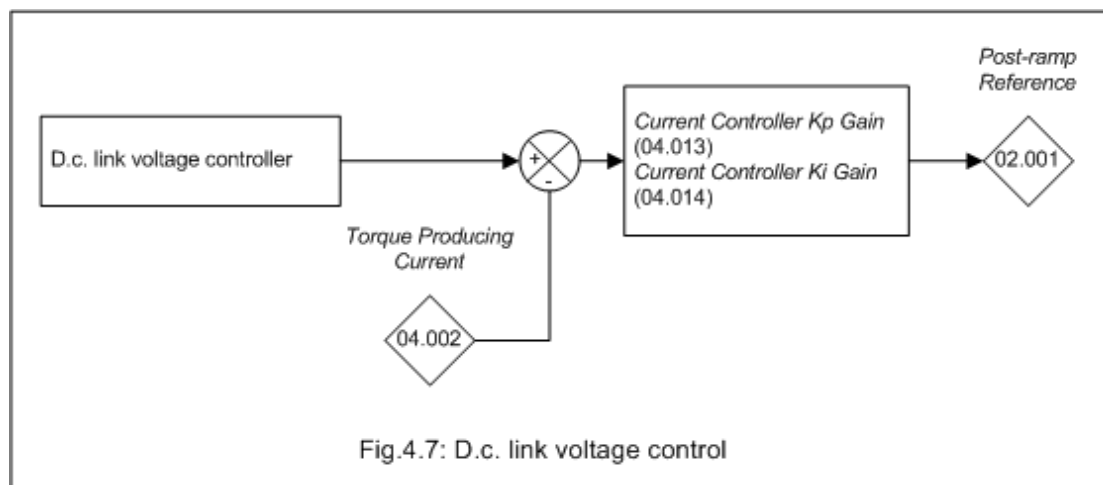 Post-ramp
Reference
D.c. link voltage controller
+
-
Current Controller Kp Gain
(04.013)
Current Controller Ki Gain
(04.014)
02.001
Torque Producing
Current
04.002
Fig.4.7: D.c. link voltage control